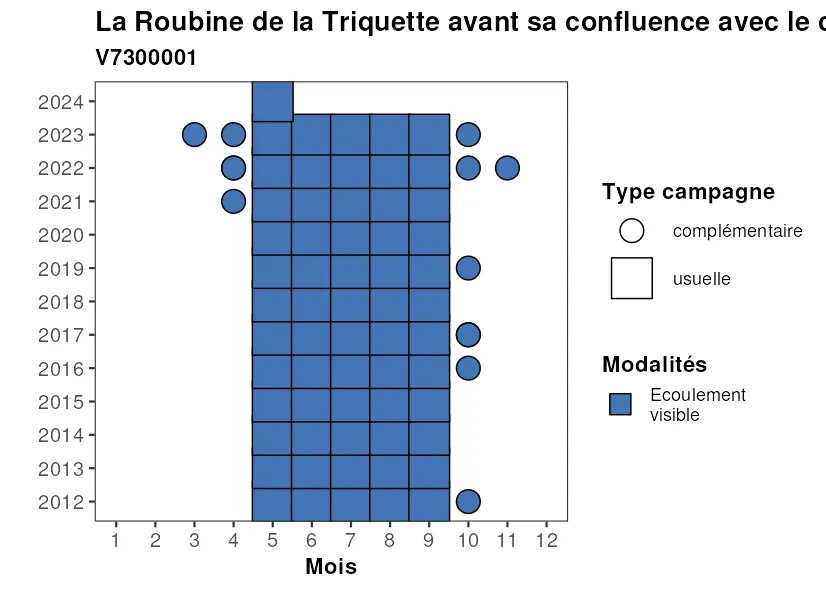 La Roubine de la Triquette avant sa confluence avec le
V7300001
2024
2023
2022
2021
2020
2019
2018
2017
2016
2015
2014
2013
2012
1 2 3 4 5 6 7 8 9 10 11 12
Mois
Type campagne
complémentaire
usuelle
Modalités
Ecoulement
visible